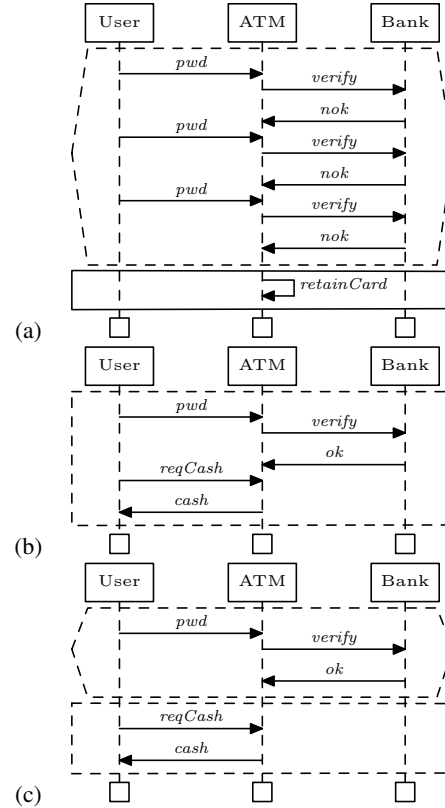 User ATM Bank
pwd
verify
nok
pwd
verify
nok
pwd
verify
nok
retainCard
(a)
User ATM Bank
pwd
verify
ok
reqCash
cash
(b)
User ATM Bank
pwd
verify
ok
reqCash
cash
(c)